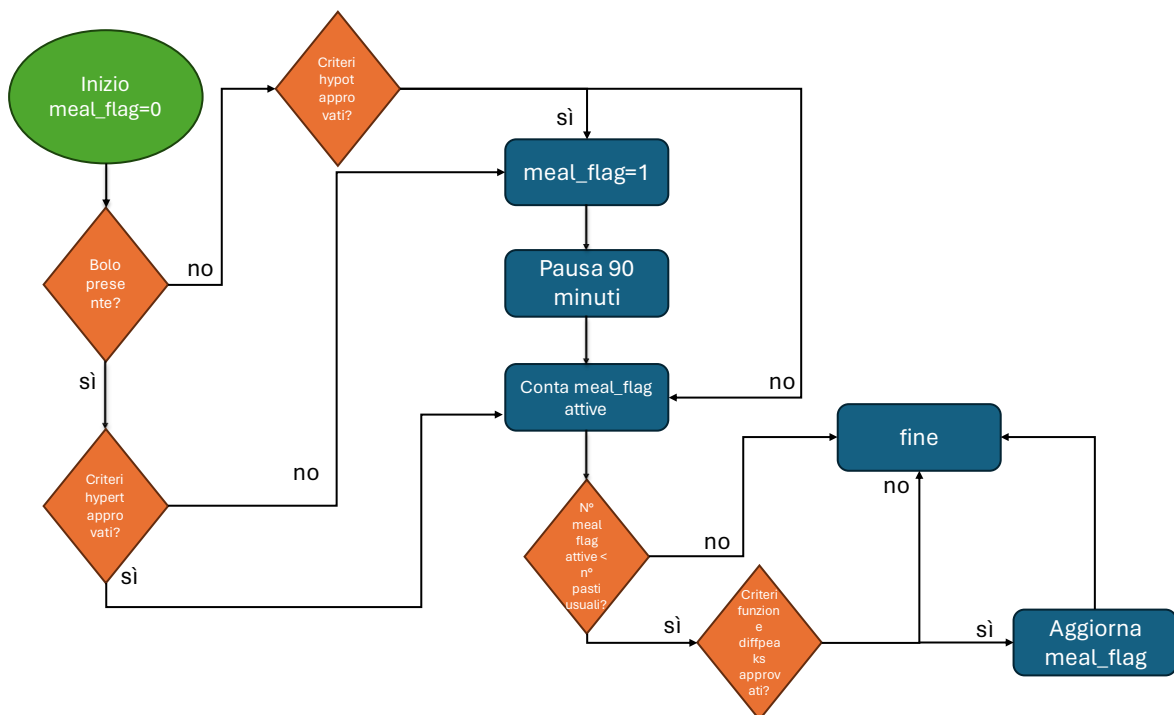 Inizio
meal_flag=0
Criteri
hypot
appro
vati?
sì
meal_flag=1
Bolo
prese
nte?
no
Pausa 90
minuti
sì
Conta meal_flag
attive
no
Criteri
hypert
appro
vati?
no
sì
fine
no
N°
meal
flag
attive <
n°
pasti
usuali?
no
sì
Criteri
funzion
e
diffpea
ks
approv
ati?
sì
Aggiorna
meal_flag